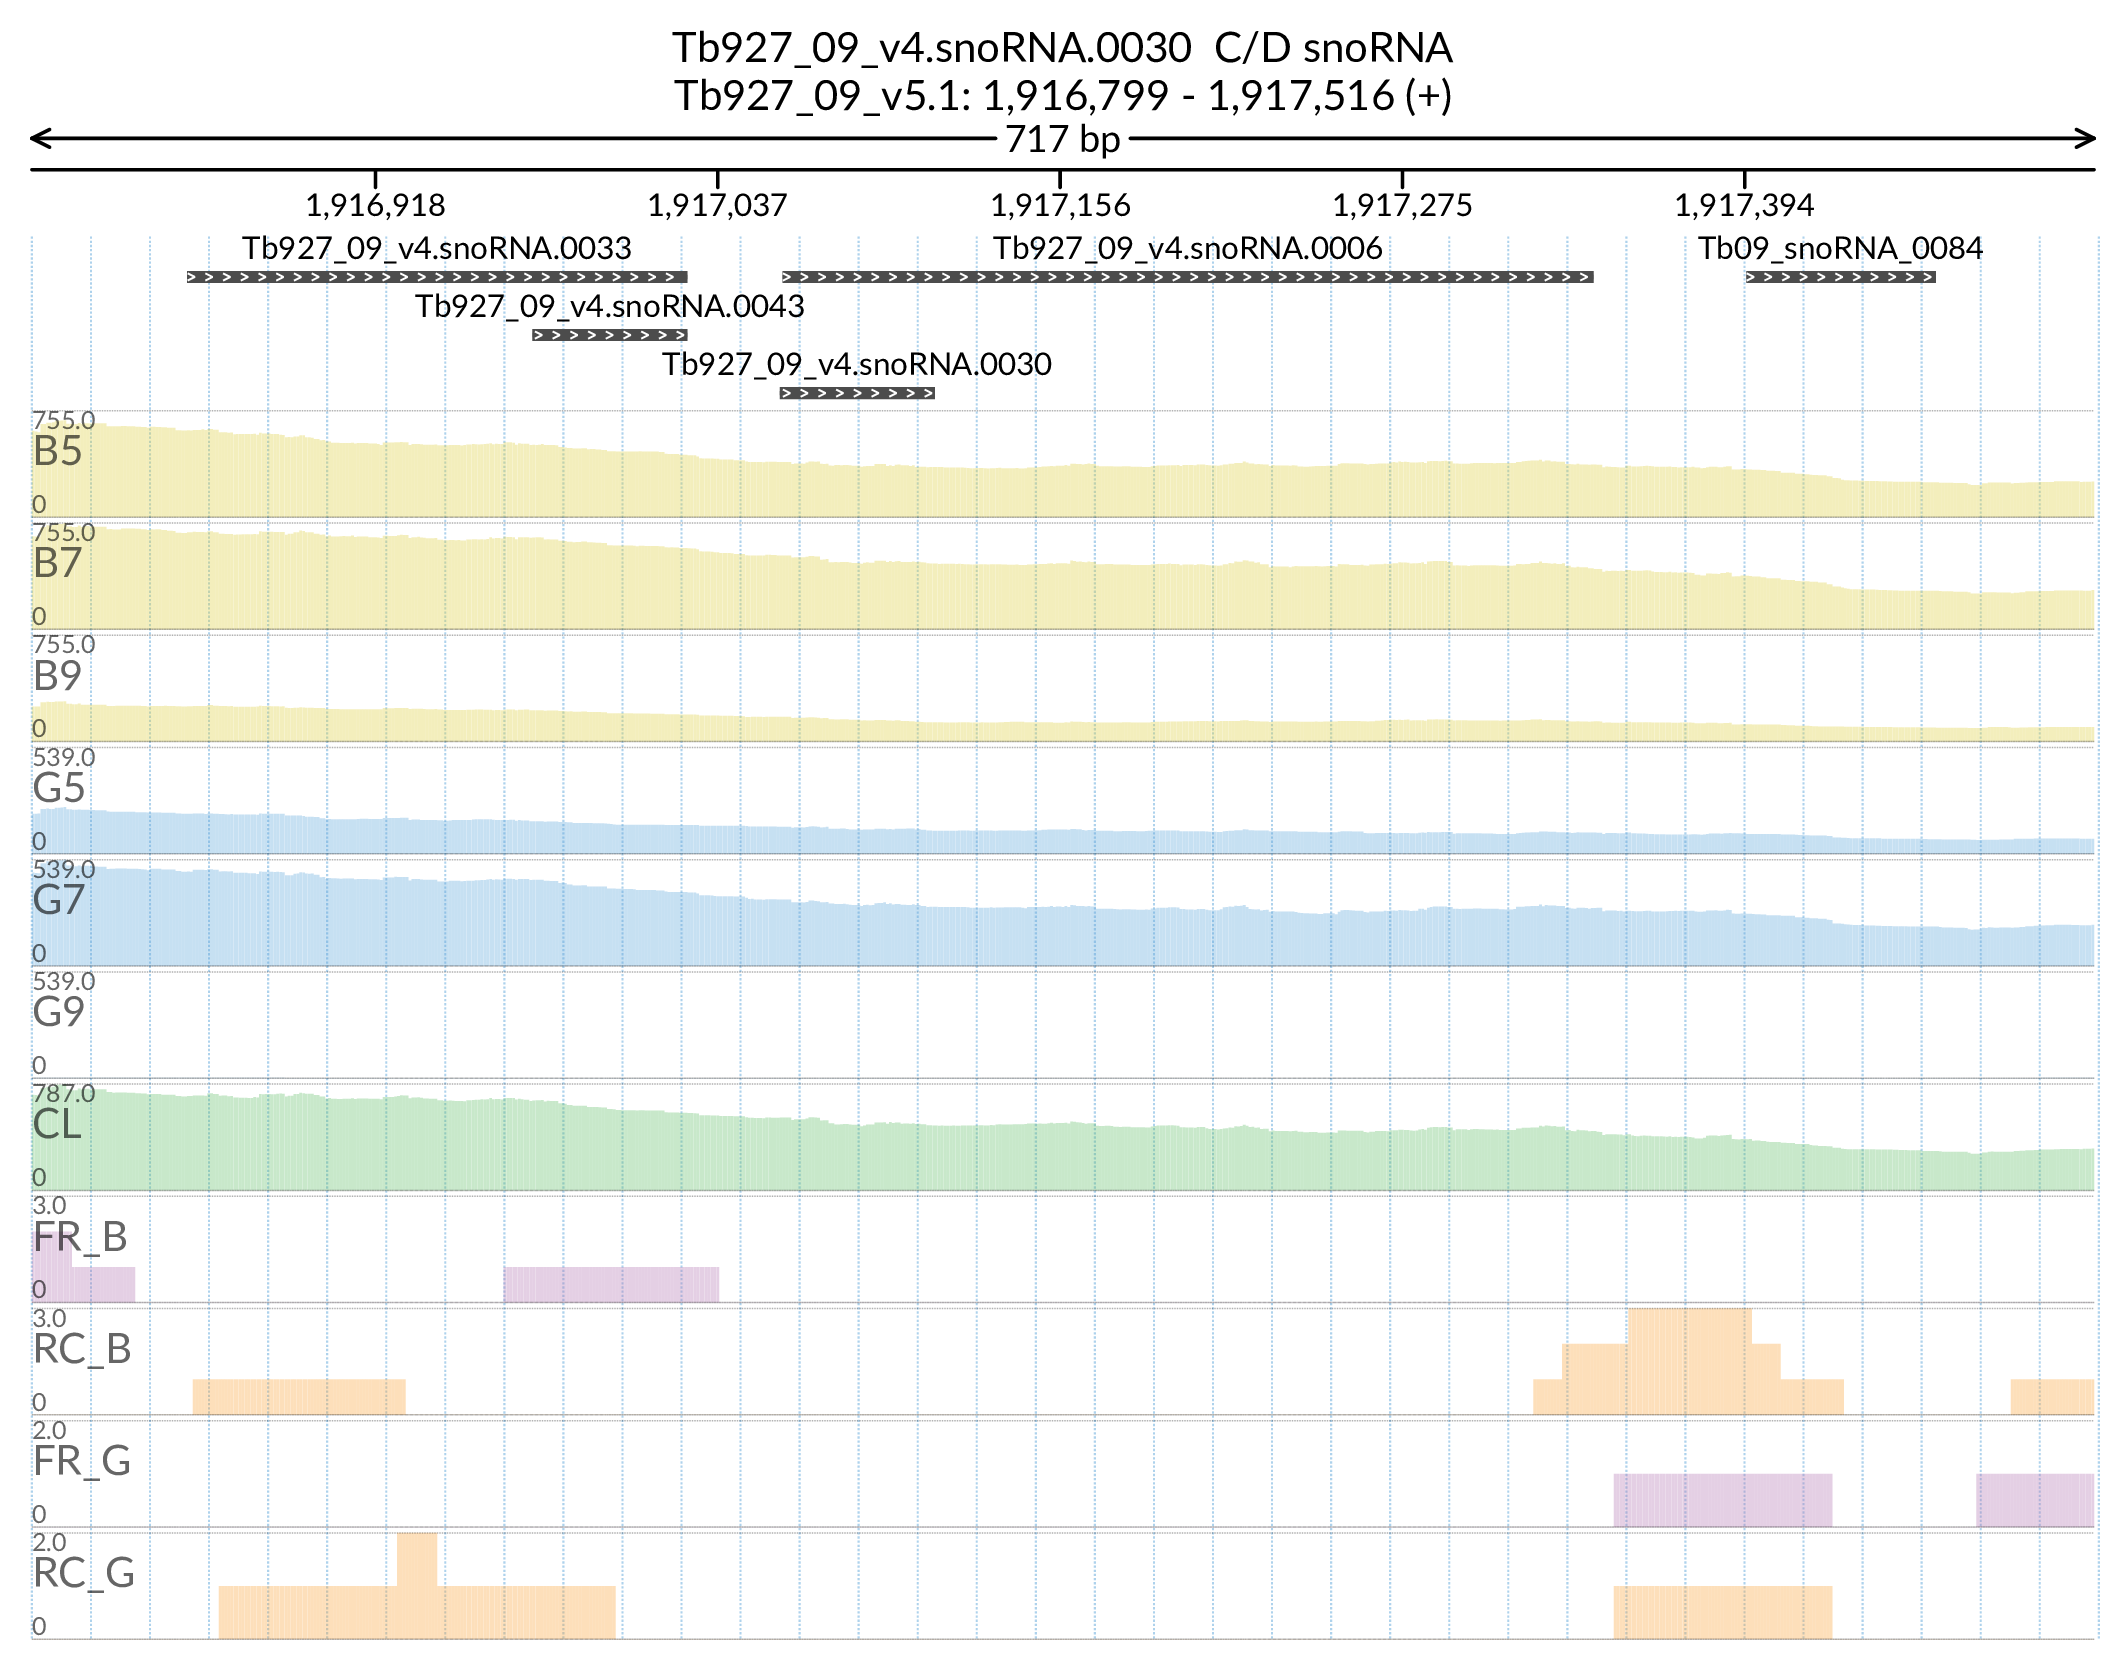 Tb927_09_v4.snoRNA.0030  C/D snoRNA
Tb927_09_v5.1: 1,916,799 - 1,917,516 (+)
717 bp
1,916,918 1,917,037 1,917,156 1,917,275 1,917,394
Tb927_09_v4.snoRNA.0033 Tb927_09_v4.snoRNA.0006 Tb09_snoRNA_0084
Tb927_09_v4.snoRNA.0043
Tb927_09_v4.snoRNA.0030
755.0
B5
0
755.0
B7
0
755.0
B9
0
539.0
G5
0
539.0
G7
0
539.0
G9
0
787.0
CL
0
3.0
FR_B
0
3.0
RC_B
0
2.0
FR_G
0
2.0
RC_G
0